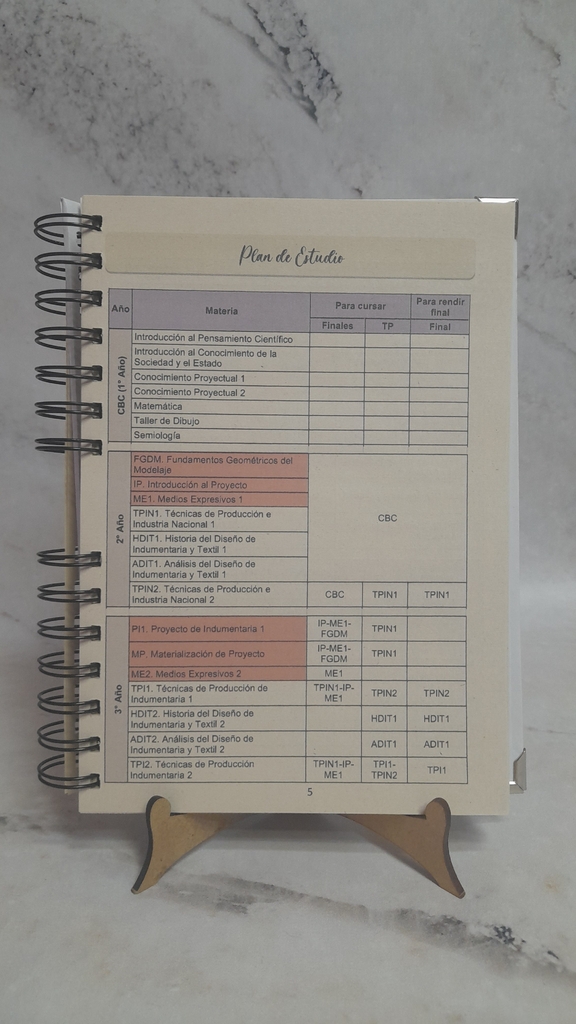 Plan de Estudio
Año
Materia
Para cursar
Para rendir
final
Finales
TP
Final
CBC (1° Año)
Introducción al Pensamiento Científico
Introducción al Conocimiento de la
Sociedad y el Estado
Conocimiento Proyectual 1
Conocimiento Proyectual 2
Matemática
Taller de Dibujo
Semiología
2° Año
FGDM. Fundamentos Geométricos del
Modelaje
IP. Introducción al Proyecto
ME1. Medios Expresivos 1
TPIN1. Técnicas de Producción e
Industria Nacional 1
HDIT1. Historia del Diseño de
Indumentaria y Textil 1
ADIT1. Análisis del Diseño de
Indumentaria y Textil 1
CBC
TPIN2. Técnicas de Producción e
Industria Nacional 2
CBC
TPIN1
TPIN1
3° Año
PI1. Proyecto de Indumentaria 1
IP-ME1-
FGDM
TPIN1
MP. Materialización de Proyecto
IP-ME1-
FGDM
TPIN1
ME2. Medios Expresivos 2
ME1
TPI1. Técnicas de Producción de
Indumentaria 1
TPIN1-IP-
ME1
TPIN2
TPIN2
HDIT2. Historia del Diseño de
Indumentaria y Textil 2
HDIT1
HDIT1
ADIT2. Análisis del Diseño de
Indumentaria y Textil 2
ADIT1
ADIT1
TPI2. Técnicas de Producción
Indumentaria 2
TPIN1-IP-
ME1
TPI1-
TPIN2
TPI1
5